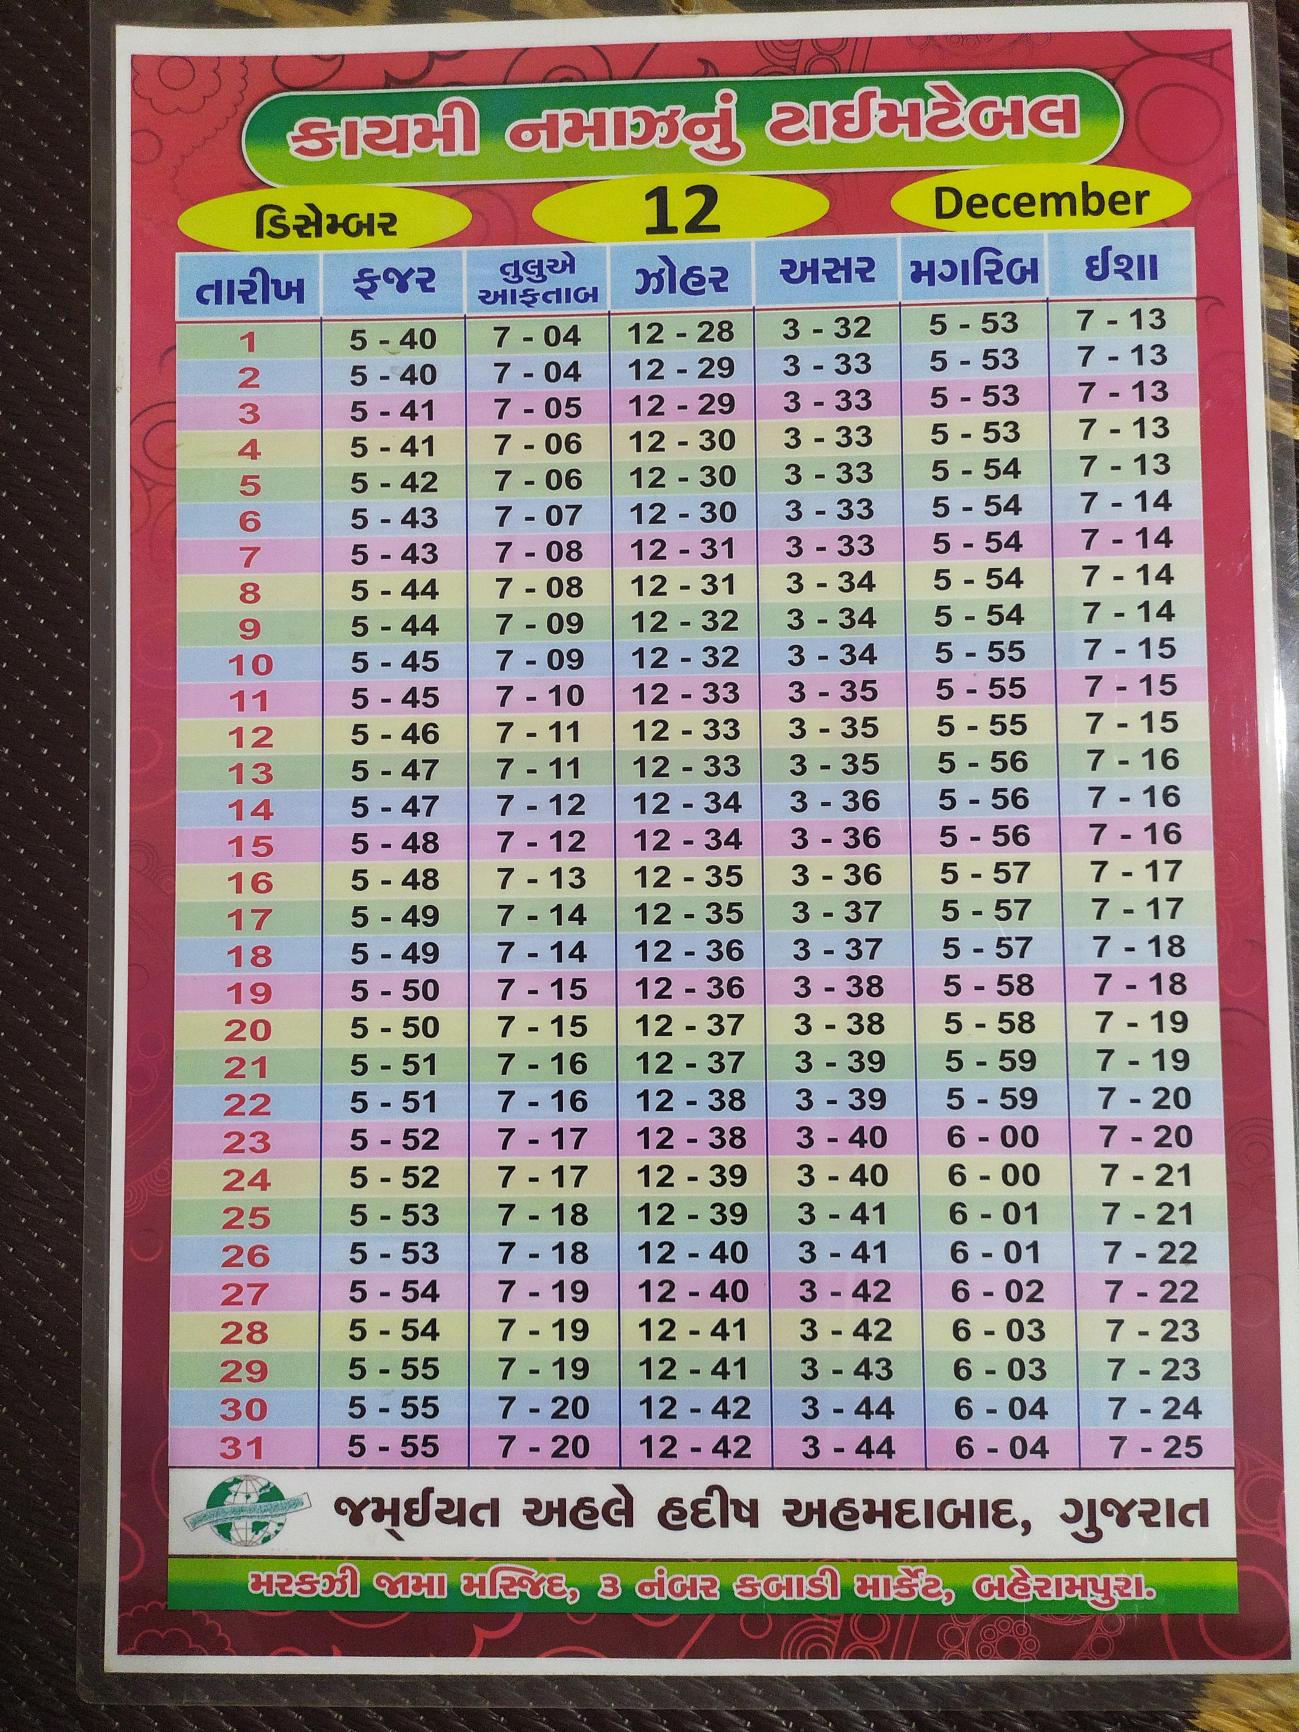 કાયમી નમાઝનું ટાઈમટેબલ
ડિસેમ્બર 12 December
તારીખ ફજર તુલુએ આફતાબ ઝોહર અસર મગરિબ ઈશા
1 5 - 40 7 - 04 12 - 28 3 - 32 5 - 53 7 - 13
2 5 - 40 7 - 04 12 - 29 3 - 33 5 - 53 7 - 13
3 5 - 41 7 - 05 12 - 29 3 - 33 5 - 53 7 - 13
4 5 - 41 7 - 06 12 - 30 3 - 33 5 - 53 7 - 13
5 5 - 42 7 - 06 12 - 30 3 - 33 5 - 54 7 - 13
6 5 - 43 7 - 07 12 - 30 3 - 33 5 - 54 7 - 14
7 5 - 43 7 - 08 12 - 31 3 - 33 5 - 54 7 - 14
8 5 - 44 7 - 08 12 - 31 3 - 34 5 - 54 7 - 14
9 5 - 44 7 - 09 12 - 32 3 - 34 5 - 54 7 - 14
10 5 - 45 7 - 09 12 - 32 3 - 34 5 - 55 7 - 15
11 5 - 45 7 - 10 12 - 33 3 - 35 5 - 55 7 - 15
12 5 - 46 7 - 11 12 - 33 3 - 35 5 - 55 7 - 15
13 5 - 47 7 - 11 12 - 33 3 - 35 5 - 56 7 - 16
14 5 - 47 7 - 12 12 - 34 3 - 36 5 - 56 7 - 16
15 5 - 48 7 - 12 12 - 34 3 - 36 5 - 56 7 - 16
16 5 - 48 7 - 13 12 - 35 3 - 36 5 - 57 7 - 17
17 5 - 49 7 - 14 12 - 35 3 - 37 5 - 57 7 - 17
18 5 - 49 7 - 14 12 - 36 3 - 37 5 - 57 7 - 18
19 5 - 50 7 - 15 12 - 36 3 - 38 5 - 58 7 - 18
20 5 - 50 7 - 15 12 - 37 3 - 38 5 - 58 7 - 19
21 5 - 51 7 - 16 12 - 37 3 - 39 5 - 59 7 - 19
22 5 - 51 7 - 16 12 - 38 3 - 39 5 - 59 7 - 20
23 5 - 52 7 - 17 12 - 38 3 - 40 6 - 00 7 - 20
24 5 - 52 7 - 17 12 - 39 3 - 40 6 - 00 7 - 21
25 5 - 53 7 - 18 12 - 39 3 - 41 6 - 01 7 - 21
26 5 - 53 7 - 18 12 - 40 3 - 41 6 - 01 7 - 22
27 5 - 54 7 - 19 12 - 40 3 - 42 6 - 02 7 - 22
28 5 - 54 7 - 19 12 - 41 3 - 42 6 - 03 7 - 23
29 5 - 55 7 - 19 12 - 41 3 - 43 6 - 03 7 - 23
30 5 - 55 7 - 20 12 - 42 3 - 44 6 - 04 7 - 24
31 5 - 55 7 - 20 12 - 42 3 - 44 6 - 04 7 - 25
જમ્ઈયત અહલે હદીષ અહમદાબાદ, ગુજરાત
મરકઝી જામા મસ્જિદ, ૩ નંબર કબાડી માર્કેટ, બહેરામપુરા.